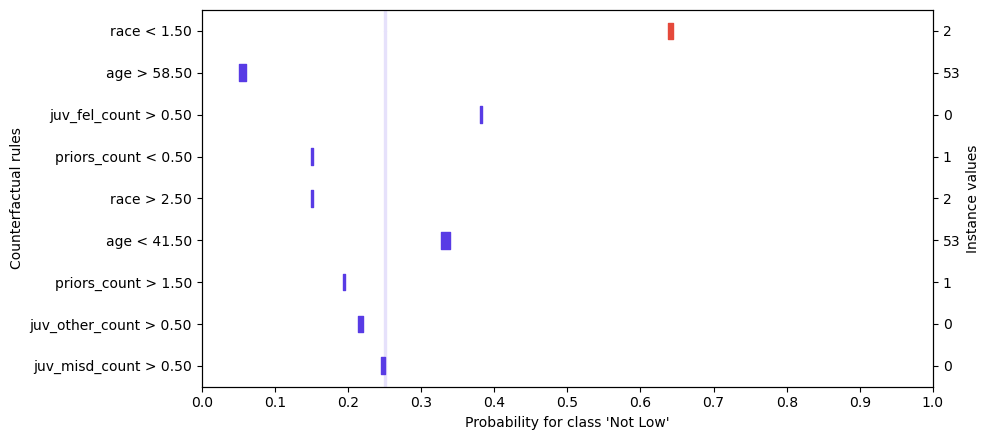 Counterfactual rules
race < 1.50
age > 58.50
juv_fel_count > 0.50
priors_count < 0.50
race > 2.50
age < 41.50
priors_count > 1.50
juv_other_count > 0.50
juv_misd_count > 0.50
2
53
0
1
2
53
1
0
0
Instance values
0.0 0.1 0.2 0.3 0.4 0.5 0.6 0.7 0.8 0.9 1.0
Probability for class 'Not Low'